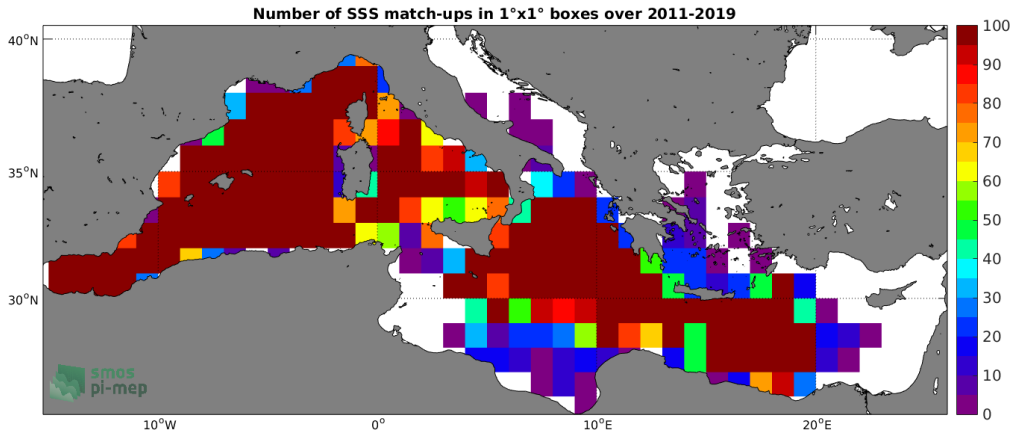 Number of SSS match-ups in 1°x1° boxes over 2011-2019
40°N
35°N
30°N
10°W
0°
10°E
20°E
100
90
80
70
60
50
40
30
20
10
0
smos
pi-mep